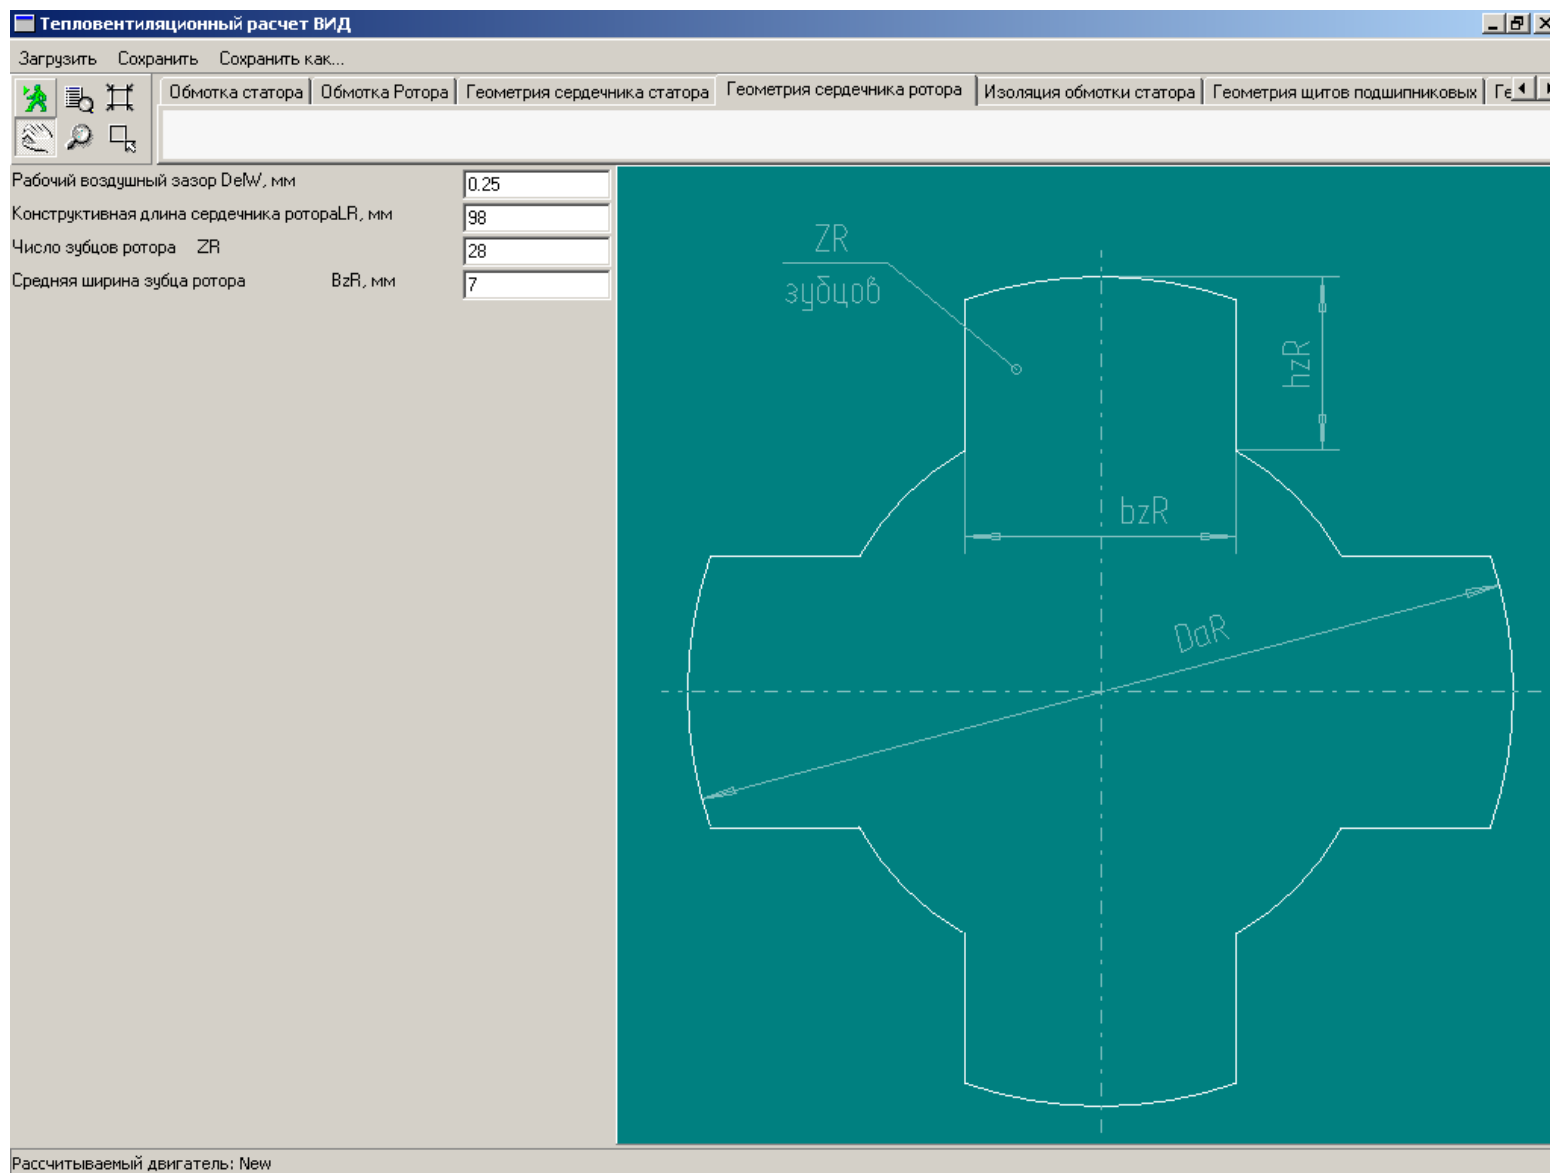 Тепловентиляционный расчет ВИД
Загрузить Сохранить Сохранить как...
Обмотка статора Обмотка Ротора Геометрия сердечника статора Геометрия сердечника ротора Изоляция обмотки статора Геометрия щитов подшипниковых Ге
Рабочий воздушный зазор DelW, мм 0.25
Конструктивная длина сердечника ротораLR, мм 98
Число зубцов ротора ZR 28
Средняя ширина зубца ротора BzR, мм 7
ZR
зубцов
hzR
bzR
DaR
Рассчитываемый двигатель: New